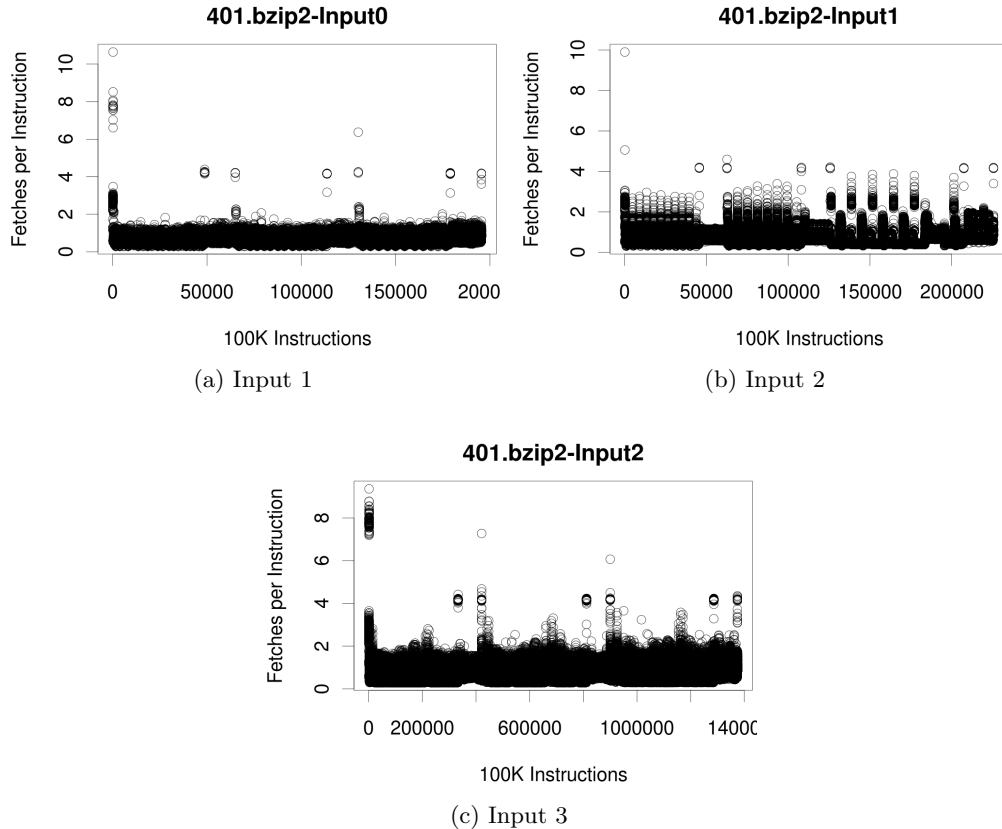 401.bzip2-Input0
Fetches per Instruction
10
8
6
4
2
0
0 50000 100000 150000 2000
100K Instructions
(a) Input 1
401.bzip2-Input1
Fetches per Instruction
10
8
6
4
2
0
0 50000 100000 150000 200000
100K Instructions
(b) Input 2
401.bzip2-Input2
Fetches per Instruction
8
6
4
2
0
0 200000 600000 1000000 14000
100K Instructions
(c) Input 3